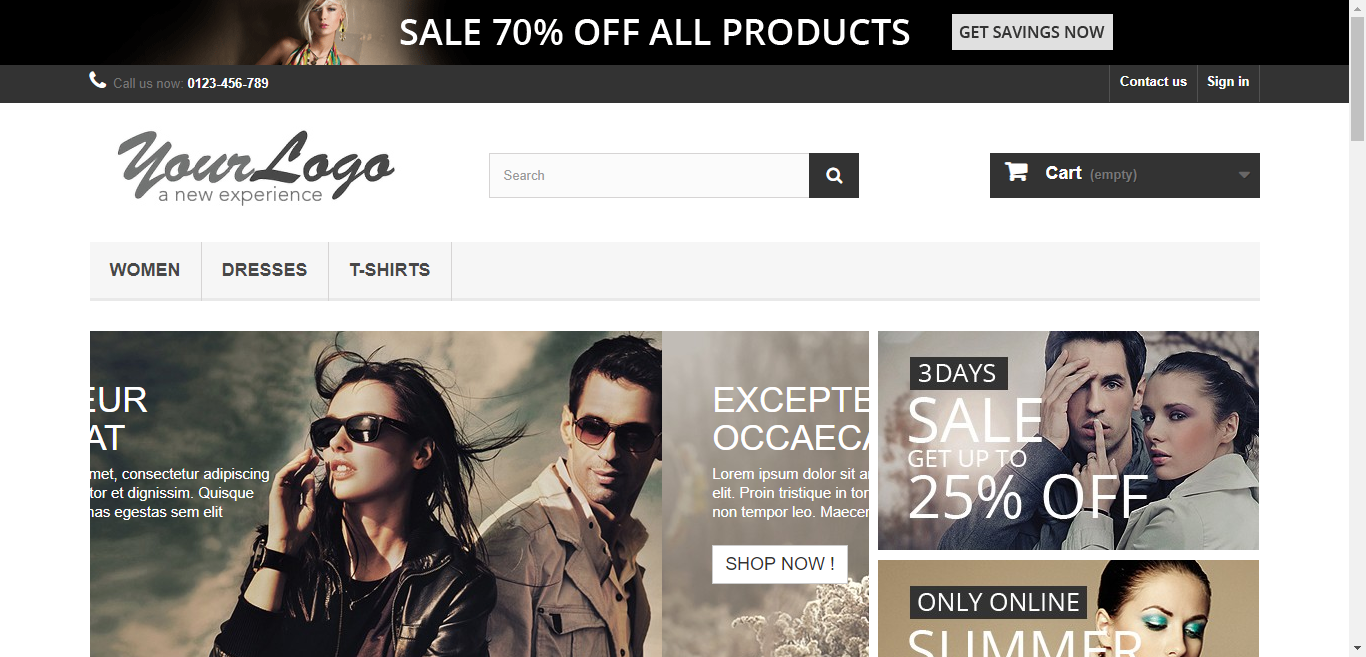 SALE 70% OFF ALL PRODUCTS
GET SAVINGS NOW
Call us now: 0123-456-789
Contact us
Sign in
YourLogo
a new experience
Search
Cart (empty)
WOMEN
DRESSES
T-SHIRTS
EUR
AT
met, consectetur adipiscing
tor et dignissim. Quisque
nas egestas sem elit
EXCEPTE
OCCAECA
Lorem ipsum dolor sit a
elit. Proin tristique in tor
non tempor leo. Maecen
SHOP NOW !
3 DAYS
SALE
GET UP TO
25% OFF
ONLY ONLINE
SUMMER